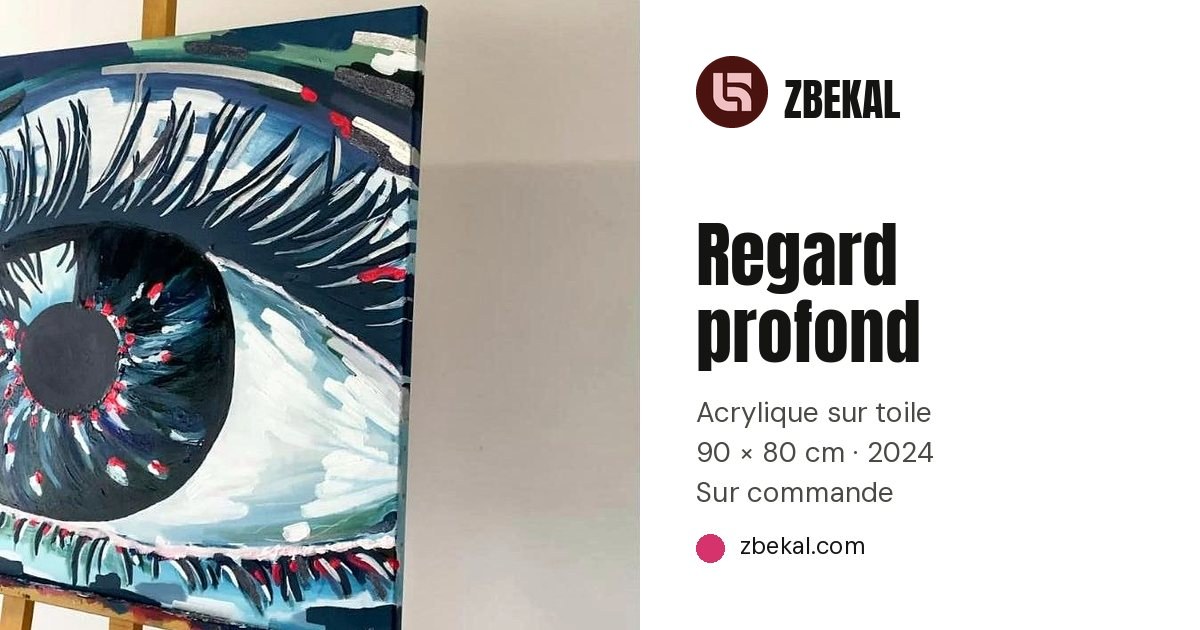 ZBEKAL
Regard
profond
Acrylique sur toile
90 × 80 cm · 2024
Sur commande
zbekal.com